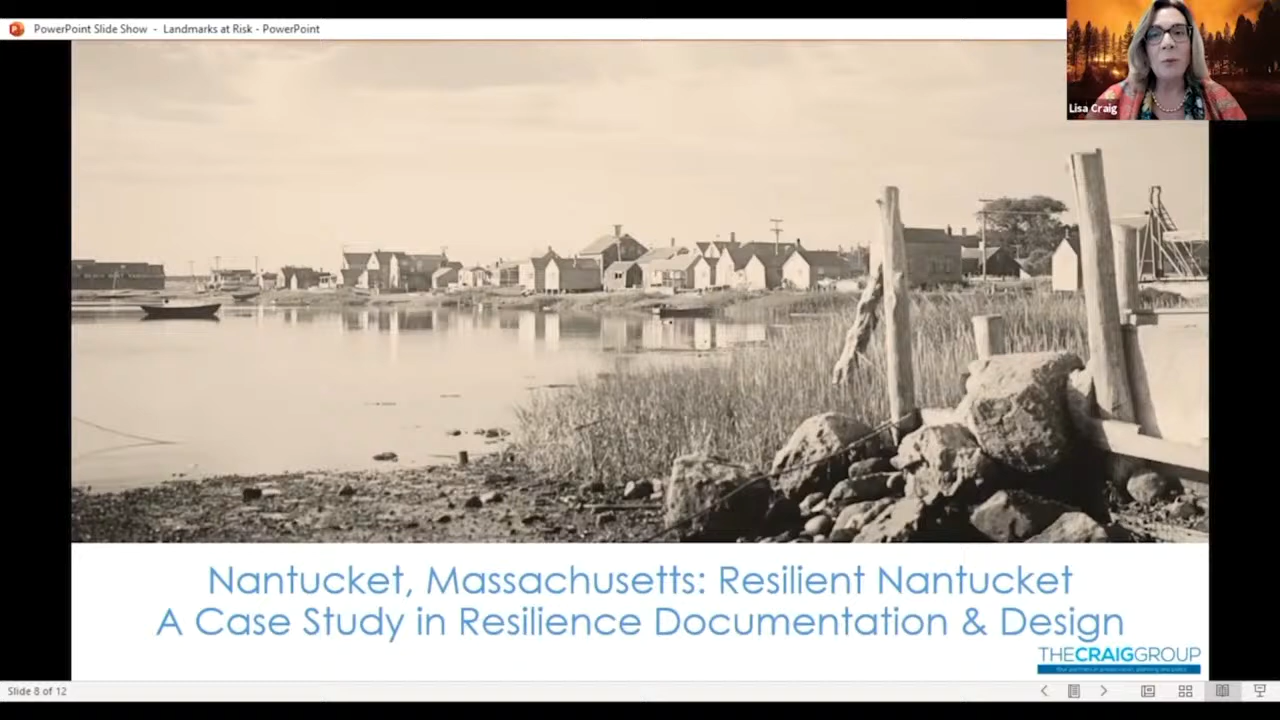 PowerPoint Slide Show - Landmarks at Risk - PowerPoint
Lisa Craig
Nantucket, Massachusetts: Resilient Nantucket
A Case Study in Resilience Documentation & Design
THECRAIGGROUP
Slide 8 of 12